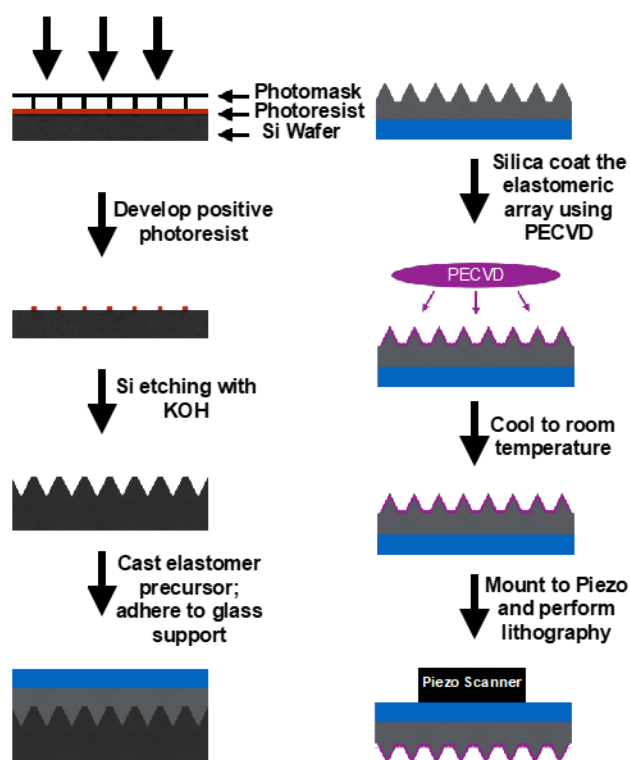 Photomask
Photoresist
Si Wafer
Develop positive
photoresist
Si etching with
KOH
Cast elastomer
precursor;
adhere to glass
support
Silica coat the
elastomeric
array using
PECVD
PECVD
Cool to room
temperature
Mount to Piezo
and perform
lithography
Piezo Scanner